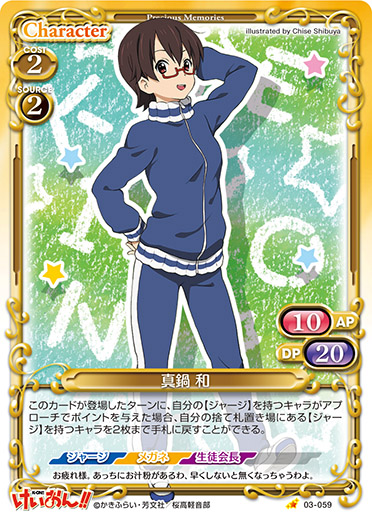 Precious Memories
Character
illustrated by Chise Shibuya
COST
2
SOURCE
2
10 AP
DP 20
真鍋 和
このカードが登場したターンに、自分の【ジャージ】を持つキャラがアプ
ローチでポイントを与えた場合、自分の捨て札置き場にある【ジャー
ジ】を持つキャラを2枚まで手札に戻すことができる。
ジャージ メガネ 生徒会長
お疲れ様。あっちにお汁粉があるわ、早くしないと無くなっちゃうわよ。
けいおん!!
©かきふらい・芳文社/桜高軽音部
03-059